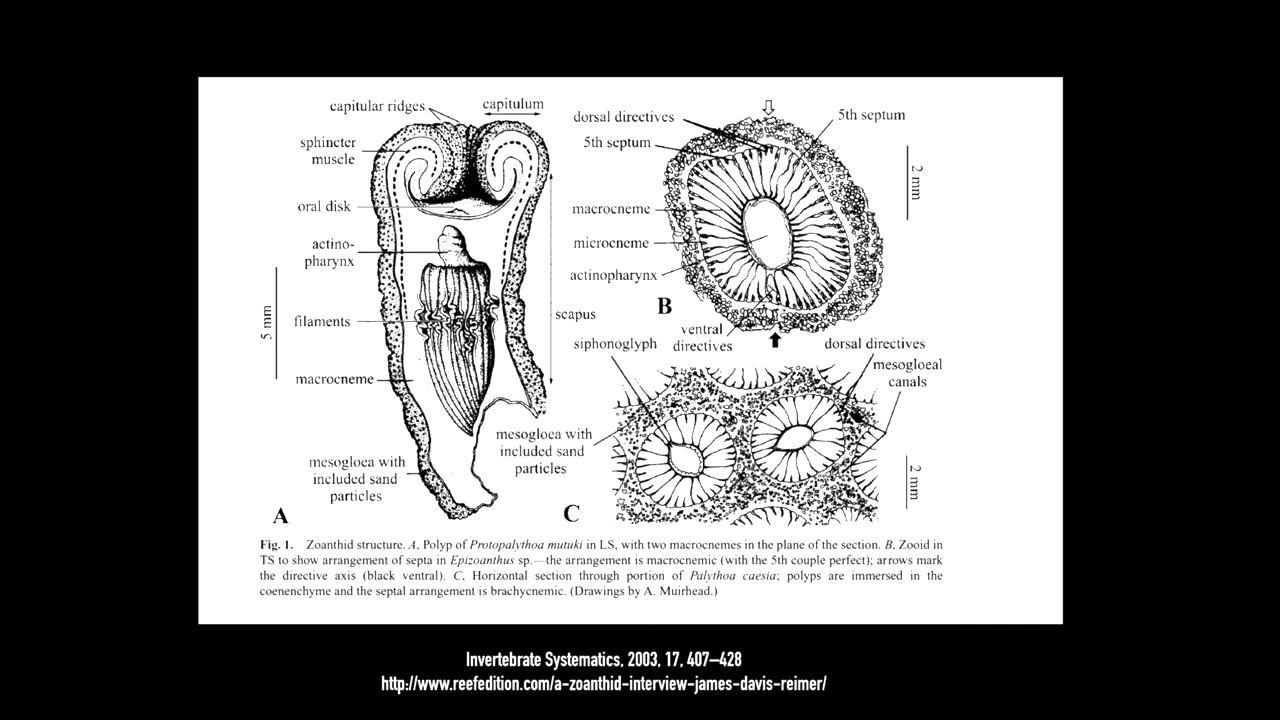 capitular ridges
capitulum
sphincter
muscle
oral disk
actino-
pharynx
filaments
macrocneme
mesogloea with
included sand
particles
scapus
5 mm
A
dorsal directives
5th septum
5th septum
macrocneme
microcneme
actinopharynx
B
ventral
directives
2 mm
siphonoglyph
dorsal directives
mesogloeal
canals
mesogloea with
included sand
particles
2 mm
C
Fig. 1. Zoanthid structure. A, Polyp of Protopalythoa mutuki in LS, with two macrocnemes in the plane of the section. B, Zooid in
TS to show arrangement of septa in Epizoanthus sp.—the arrangement is macrocnemic (with the 5th couple perfect); arrows mark
the directive axis (black ventral). C, Horizontal section through portion of Palythoa caesia; polyps are immersed in the
coenenchyme and the septal arrangement is brachycnemic. (Drawings by A. Muirhead.)
Invertebrate Systematics, 2003, 17, 407–428
http://www.reefedition.com/a-zoanthid-interview-james-davis-reimer/